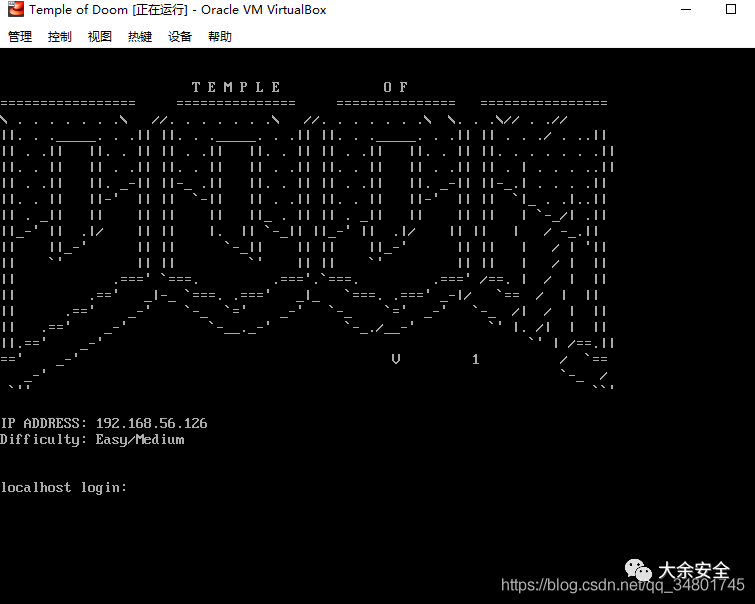 Temple of Doom [正在运行] - Oracle VM VirtualBox
管理 控制 视图 热键 设备 帮助
T E M P L E O F
V 1
IP ADDRESS: 192.168.56.126
Difficulty: Easy/Medium
localhost login:
大余安全
https://blog.csdn.net/qq_34801745